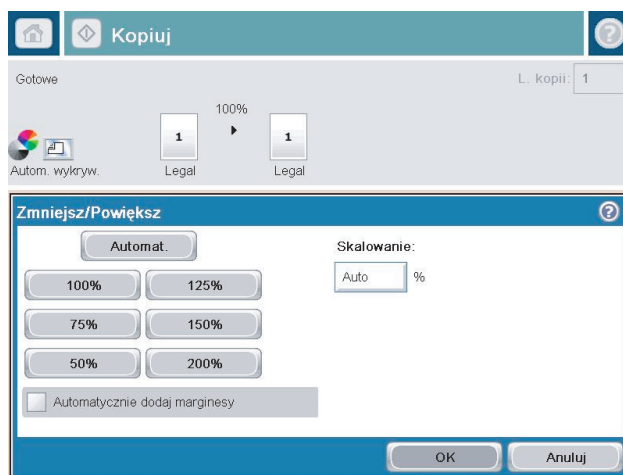 Kopiuj
?
Gotowe
L. kopii: 1
100%
1 1
Autom. wykryw. Legal Legal
Zmniejsz/Powiększ ?
Automat. Skalowanie:
100% 125% Auto %
75% 150%
50% 200%
Automatycznie dodaj marginesy
OK Anuluj